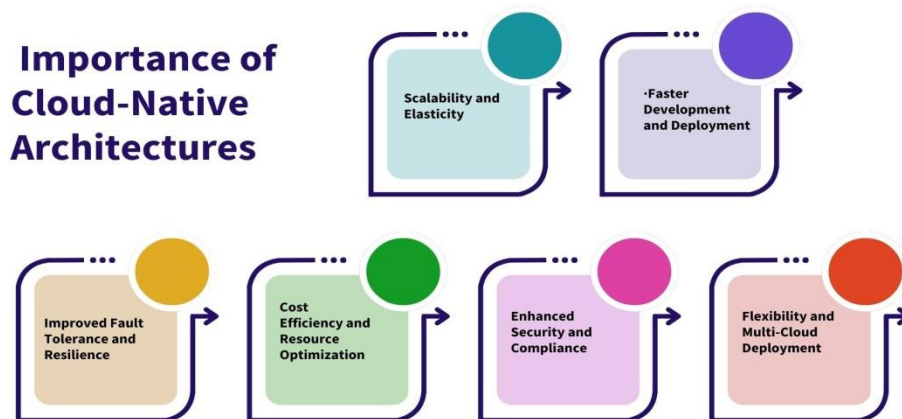 Importance of
Cloud-Native
Architectures
Scalability and
Elasticity
·Faster
Development
and Deployment
Improved Fault
Tolerance and
Resilience
Cost
Efficiency and
Resource
Optimization
Enhanced
Security and
Compliance
Flexibility and
Multi-Cloud
Deployment